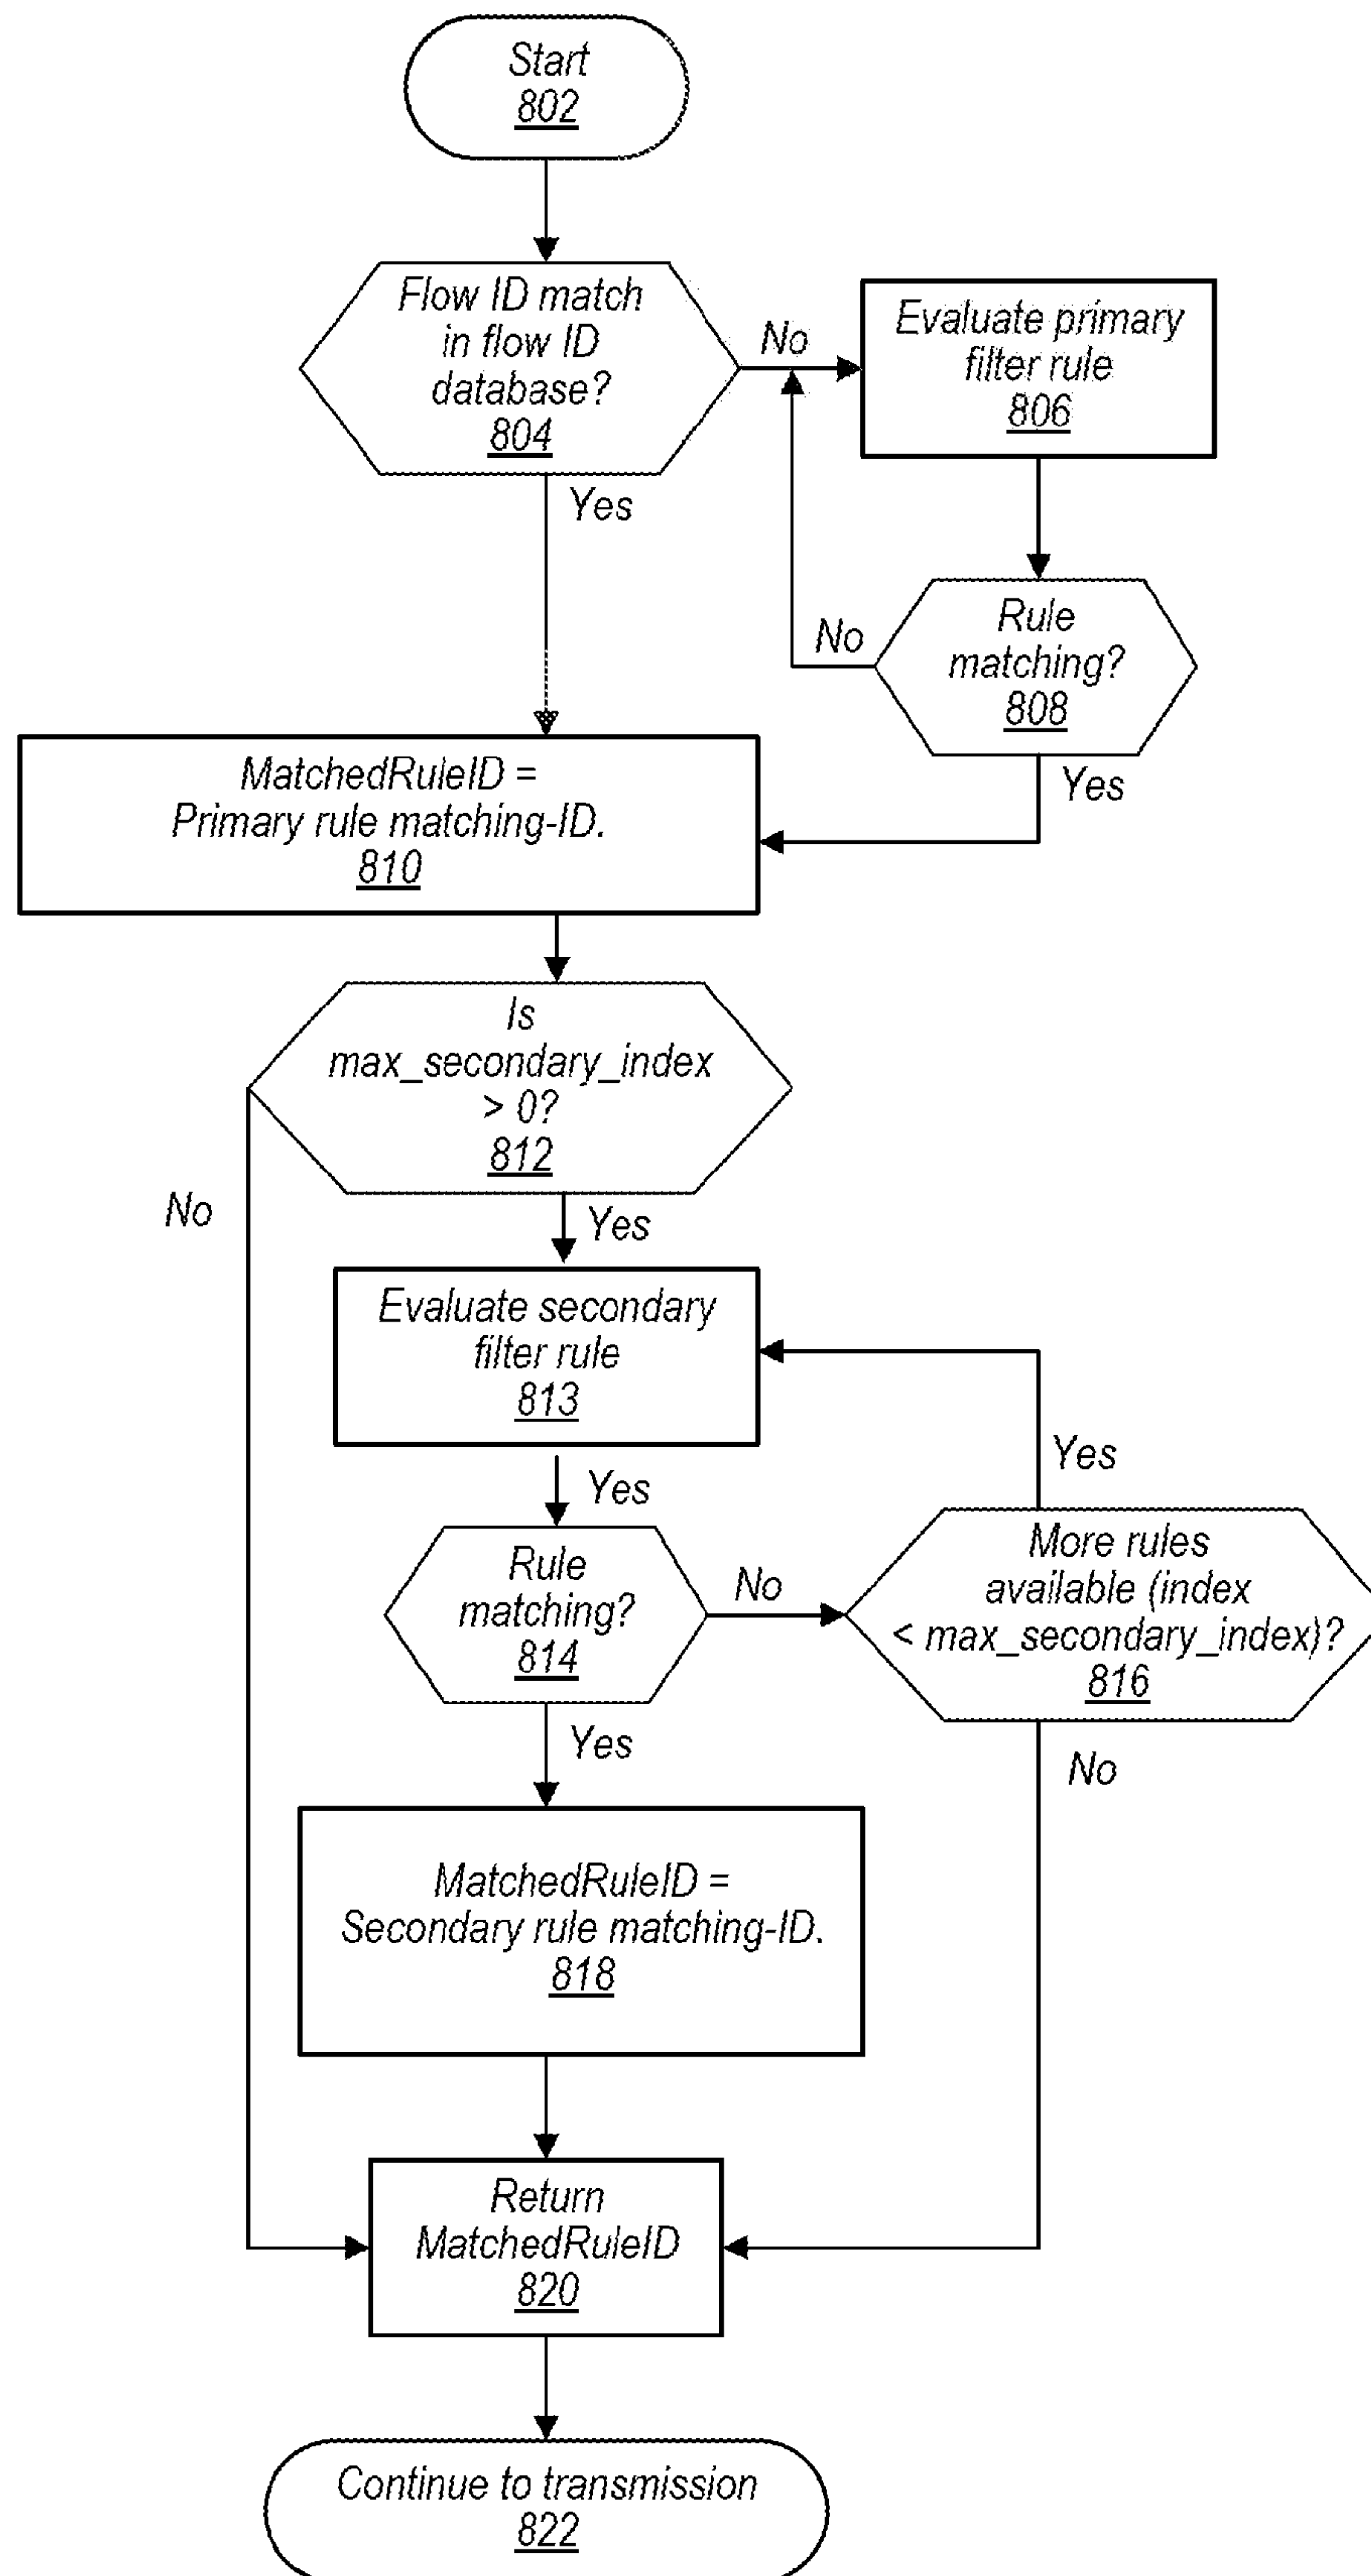 Start
802
Flow ID match
in flow ID
database?
804
No
Evaluate primary
filter rule
806
Yes
No
Rule
matching?
808
Yes
MatchedRuleID =
Primary rule matching-ID.
810
Is
max_secondary_index
> 0?
812
No
Yes
Evaluate secondary
filter rule
813
Yes
Yes
Rule
matching?
814
No
More rules
available (index
< max_secondary_index)?
816
Yes
No
MatchedRuleID =
Secondary rule matching-ID.
818
Return
MatchedRuleID
820
Continue to transmission
822